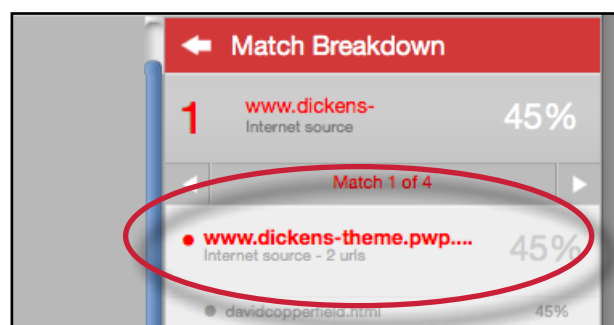 Match Breakdown
1 www.dickens- 45%
Internet source
Match 1 of 4
www.dickens-theme.pwp.... 45%
Internet source - 2 urls
davidcopperfield.html 45%